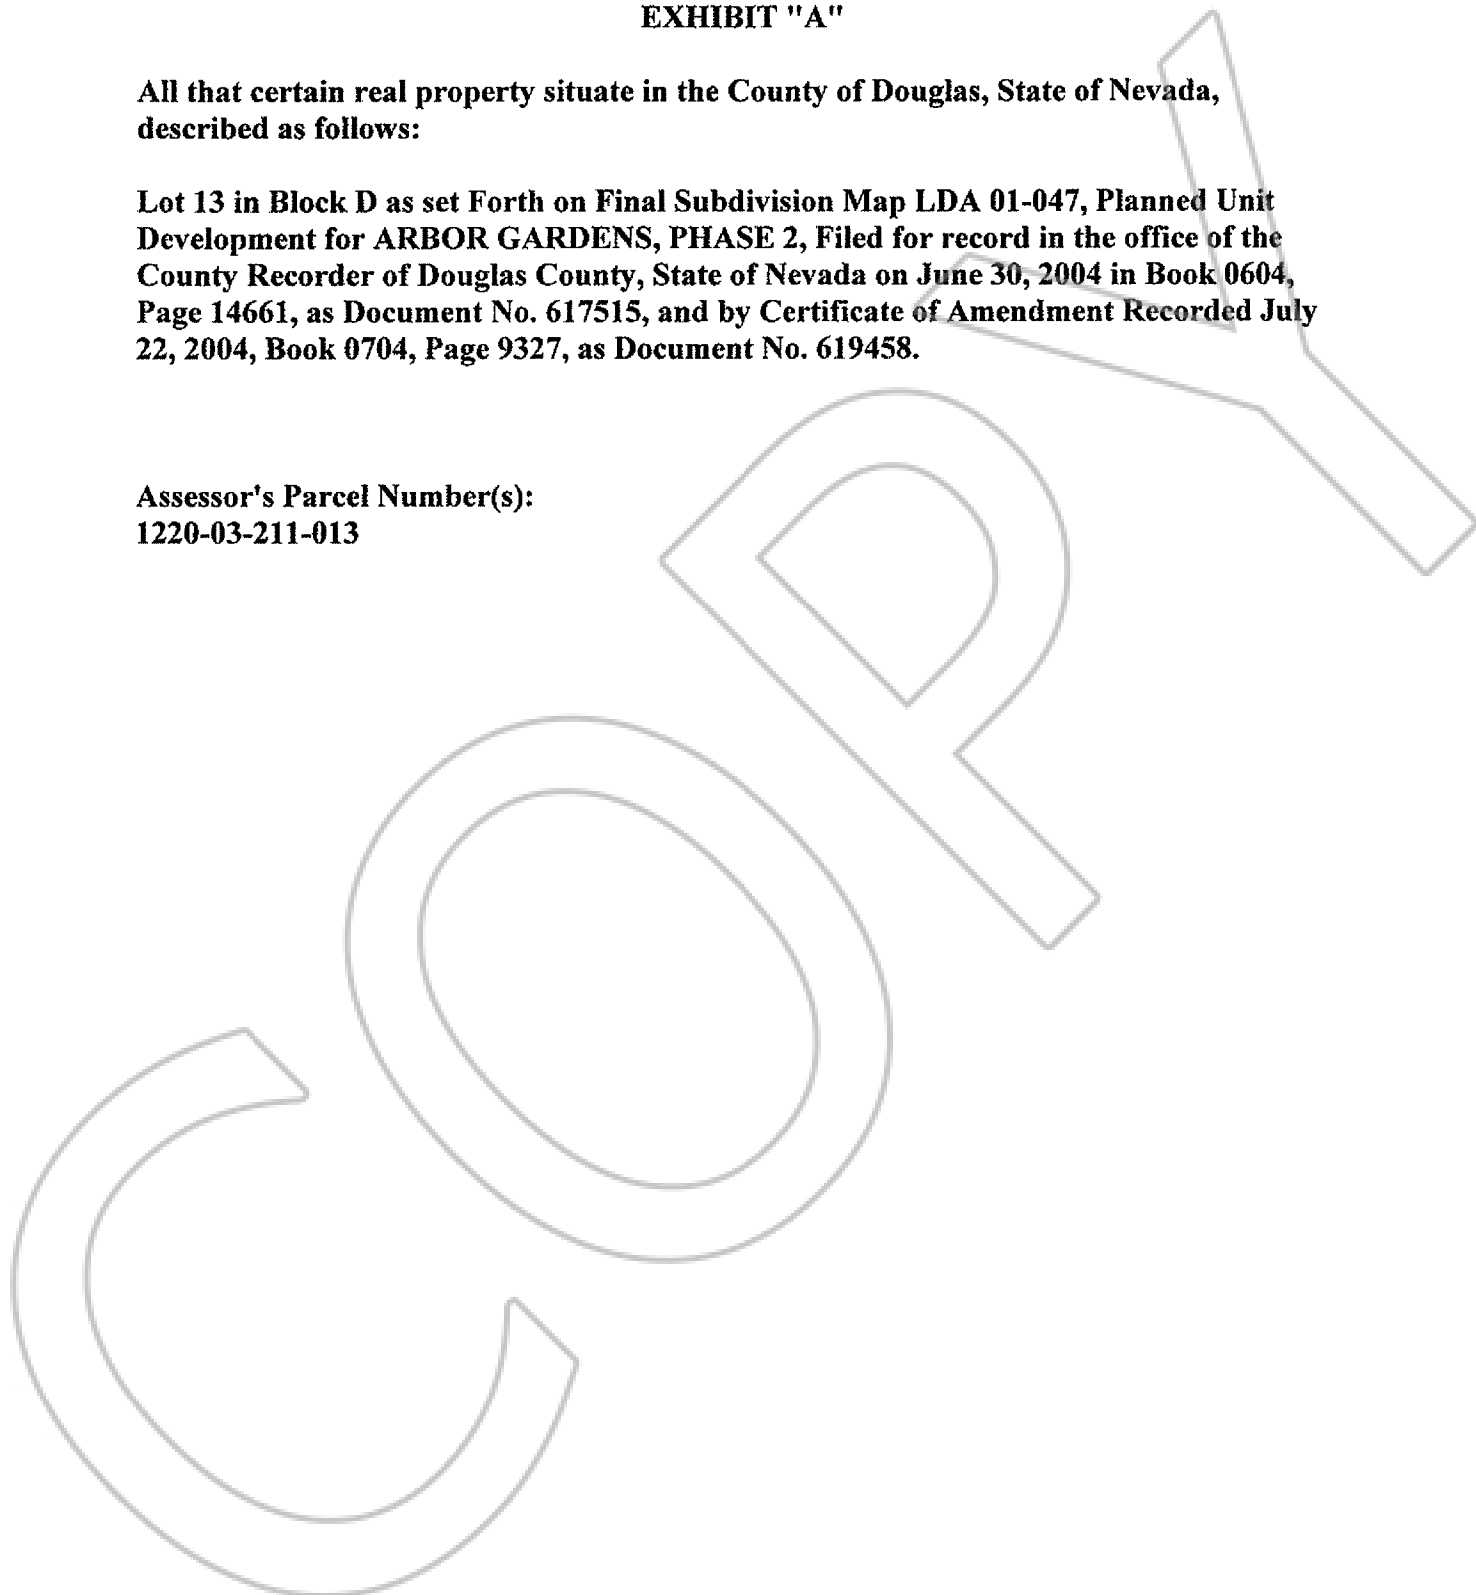 EXHIBIT "A"
All that certain real property situate in the County of Douglas, State of Nevada,
described as follows:
Lot 13 in Block D as set Forth on Final Subdivision Map LDA 01-047, Planned Unit
Development for ARBOR GARDENS, PHASE 2, Filed for record in the office of the
County Recorder of Douglas County, State of Nevada on June 30, 2004 in Book 0604,
Page 14661, as Document No. 617515, and by Certificate of Amendment Recorded July
22, 2004, Book 0704, Page 9327, as Document No. 619458.
Assessor's Parcel Number(s):
1220-03-211-013
COPY